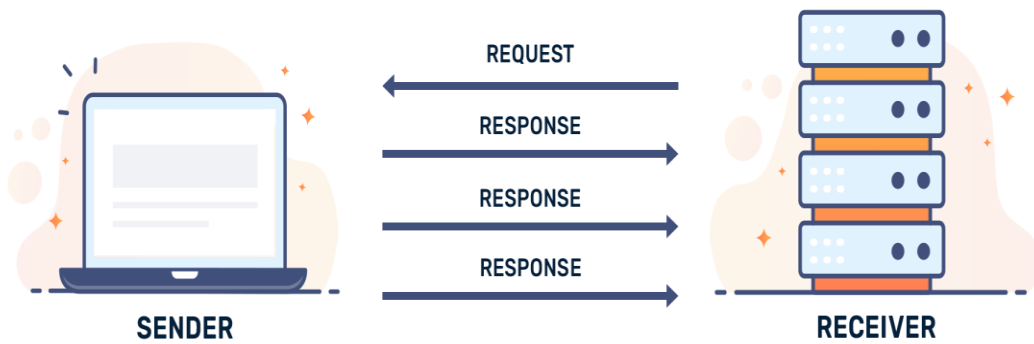 REQUEST
RESPONSE
RESPONSE
RESPONSE
SENDER
RECEIVER